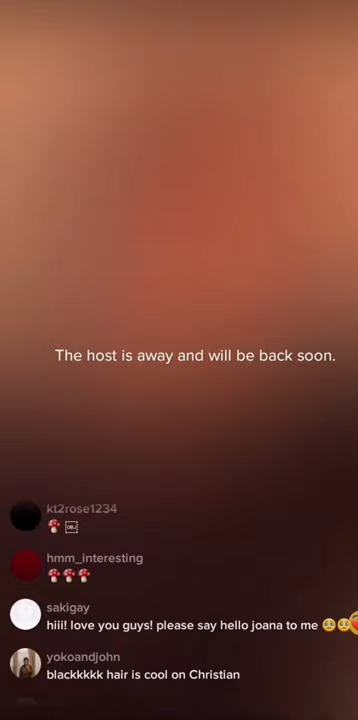 The host is away and will be back soon.
kt2rose1234
🍄 ￼
hmm_interesting
🍄🍄🍄
sakigay
hiii! love you guys! please say hello joana to me 🥺🥺
yokoandjohn
blackkkkk hair is cool on Christian